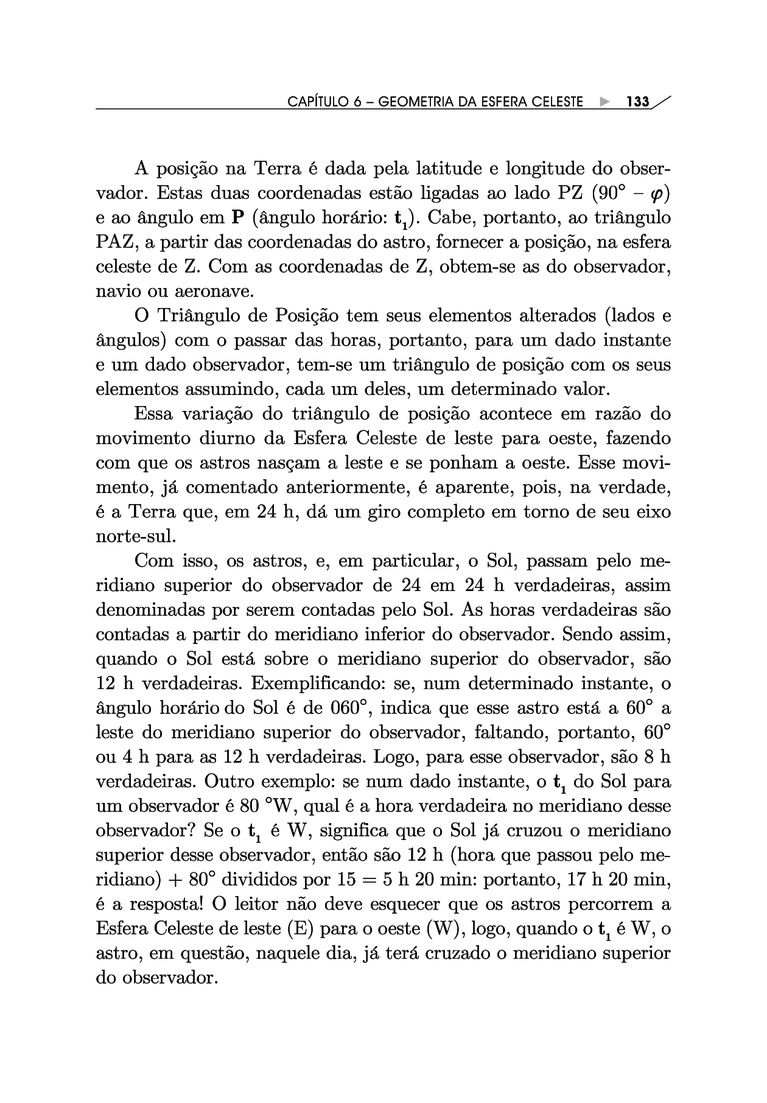 CAPÍTULO 6 – GEOMETRIA DA ESFERA CELESTE ► 133
A posição na Terra é dada pela latitude e longitude do obser-
vador. Estas duas coordenadas estão ligadas ao lado PZ (90° – φ)
e ao ângulo em P (ângulo horário: t1). Cabe, portanto, ao triângulo
PAZ, a partir das coordenadas do astro, fornecer a posição, na esfera
celeste de Z. Com as coordenadas de Z, obtem-se as do observador,
navio ou aeronave.
O Triângulo de Posição tem seus elementos alterados (lados e
ângulos) com o passar das horas, portanto, para um dado instante
e um dado observador, tem-se um triângulo de posição com os seus
elementos assumindo, cada um deles, um determinado valor.
Essa variação do triângulo de posição acontece em razão do
movimento diurno da Esfera Celeste de leste para oeste, fazendo
com que os astros nasçam a leste e se ponham a oeste. Esse movi-
mento, já comentado anteriormente, é aparente, pois, na verdade,
é a Terra que, em 24 h, dá um giro completo em torno de seu eixo
norte-sul.
Com isso, os astros, e, em particular, o Sol, passam pelo me-
ridiano superior do observador de 24 em 24 h verdadeiras, assim
denominadas por serem contadas pelo Sol. As horas verdadeiras são
contadas a partir do meridiano inferior do observador. Sendo assim,
quando o Sol está sobre o meridiano superior do observador, são
12 h verdadeiras. Exemplificando: se, num determinado instante, o
ângulo horário do Sol é de 060°, indica que esse astro está a 60° a
leste do meridiano superior do observador, faltando, portanto, 60°
ou 4 h para as 12 h verdadeiras. Logo, para esse observador, são 8 h
verdadeiras. Outro exemplo: se num dado instante, o t1 do Sol para
um observador é 80 °W, qual é a hora verdadeira no meridiano desse
observador? Se o t1 é W, significa que o Sol já cruzou o meridiano
superior desse observador, então são 12 h (hora que passou pelo me-
ridiano) + 80° divididos por 15 = 5 h 20 min: portanto, 17 h 20 min,
é a resposta! O leitor não deve esquecer que os astros percorrem a
Esfera Celeste de leste (E) para o oeste (W), logo, quando o t1 é W, o
astro, em questão, naquele dia, já terá cruzado o meridiano superior
do observador.